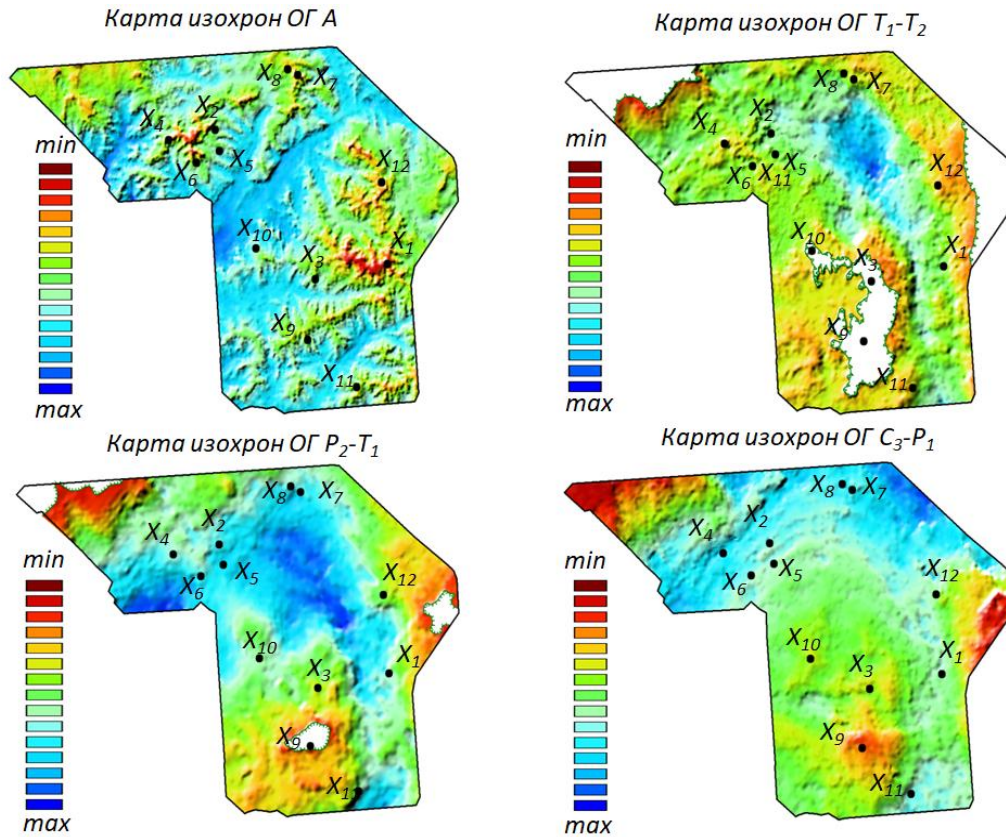 Карта изохрон ОГ A
min
max
X8
X7
X2
X4
X5
X6
X12
X10
X1
X3
X9
X11
Карта изохрон ОГ T1-T2
min
max
X8
X7
X2
X4
X5
X6
X11
X12
X10
X1
X3
X9
X11
Карта изохрон ОГ P2-T1
min
max
X8
X7
X2
X4
X5
X6
X12
X10
X1
X3
X9
X1
Карта изохрон ОГ C3-P1
min
max
X8
X7
X2
X4
X5
X6
X12
X10
X1
X3
X9
X11